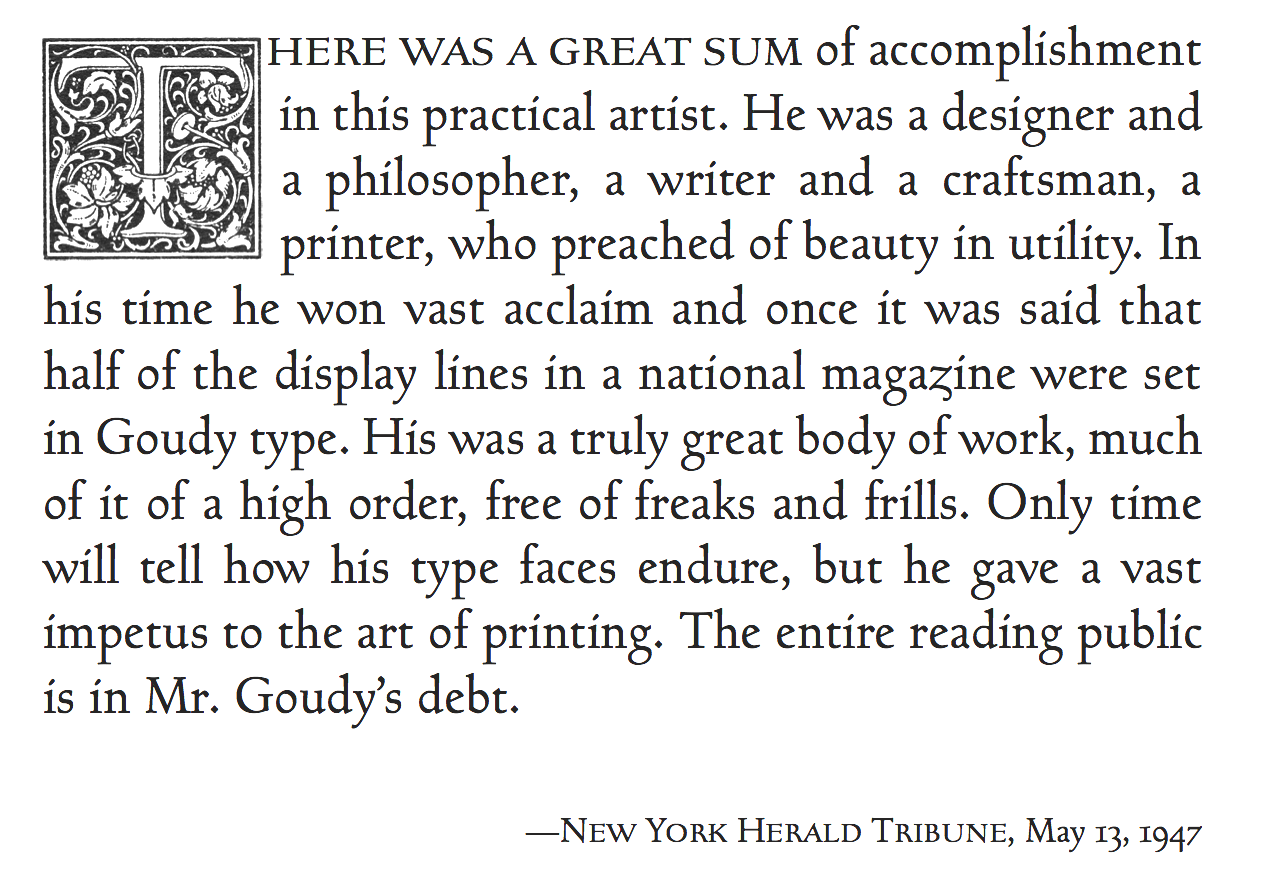 THERE WAS A GREAT SUM of accomplishment
in this practical artist. He was a designer and
a philosopher, a writer and a craftsman, a
printer, who preached of beauty in utility. In
his time he won vast acclaim and once it was said that
half of the display lines in a national magazine were set
in Goudy type. His was a truly great body of work, much
of it of a high order, free of freaks and frills. Only time
will tell how his type faces endure, but he gave a vast
impetus to the art of printing. The entire reading public
is in Mr. Goudy’s debt.
—New York Herald Tribune, May 13, 1947